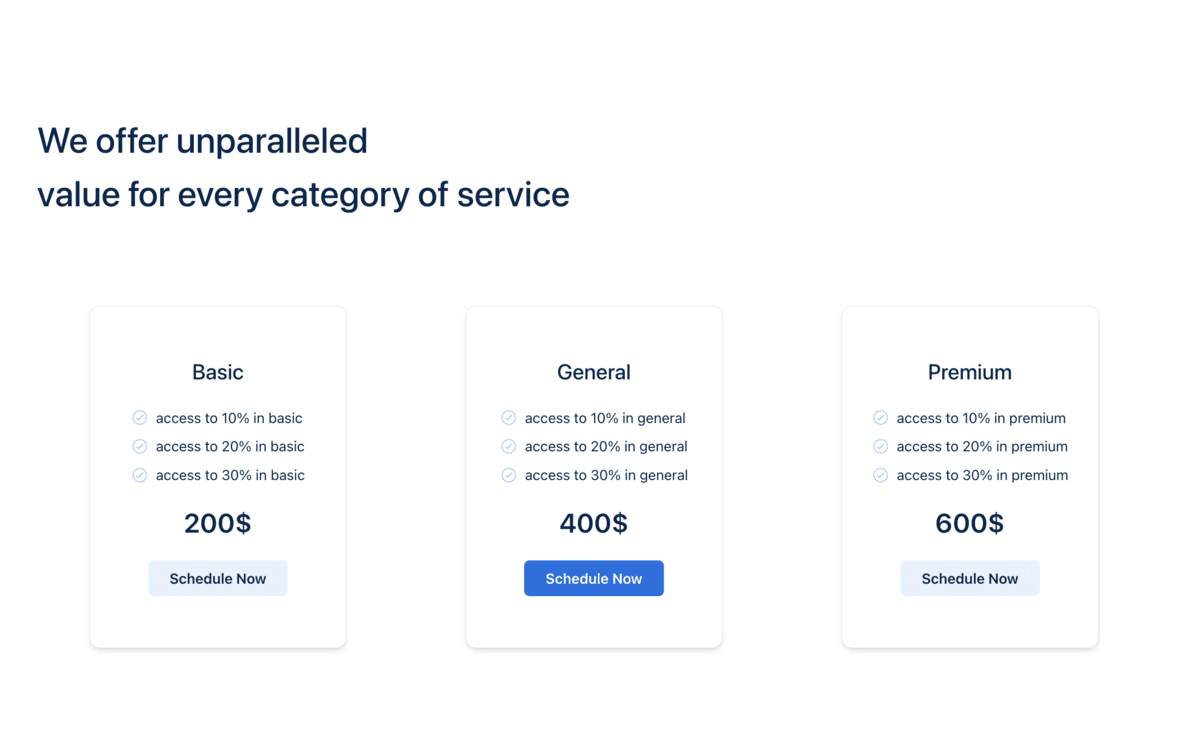 We offer unparalleled
value for every category of service
Basic
access to 10% in basic
access to 20% in basic
access to 30% in basic
200$
Schedule Now
General
access to 10% in general
access to 20% in general
access to 30% in general
400$
Schedule Now
Premium
access to 10% in premium
access to 20% in premium
access to 30% in premium
600$
Schedule Now